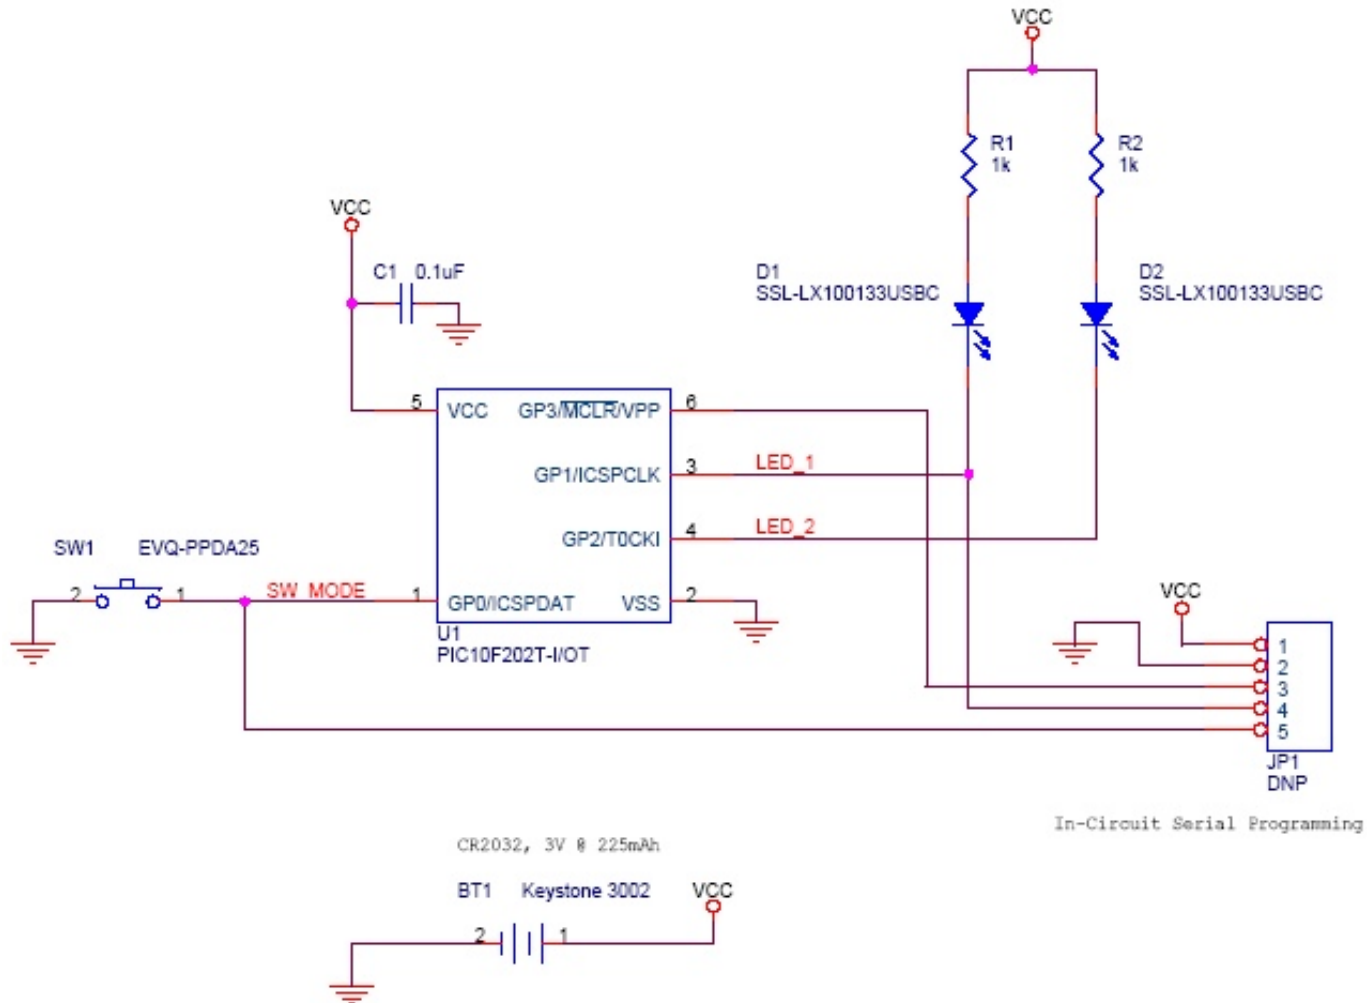 VCC
R1
1k
R2
1k
VCC
C1 0.1uF
D1
SSL-LX100133USBC
D2
SSL-LX100133USBC
5 VCC GP3/MCLR/VPP 6
GP1/ICSPCLK 3 LED_1
GP2/T0CKI 4 LED_2
SW1 EVQ-PPDA25
2 1 SW_MODE 1 GP0/ICSPDAT VSS 2
U1
PIC10F202T-I/OT
VCC
1
2
3
4
5
JP1
DNP
In-Circuit Serial Programming
CR2032, 3V @ 225mAh
BT1 Keystone 3002 VCC
2 1